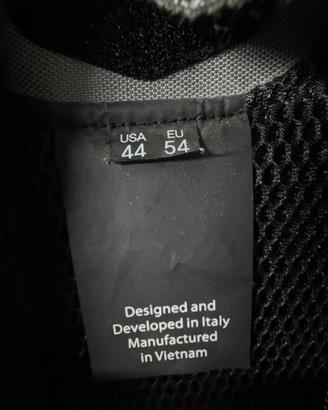 USA EU
44 54
Designed and
Developed in Italy
Manufactured
in Vietnam